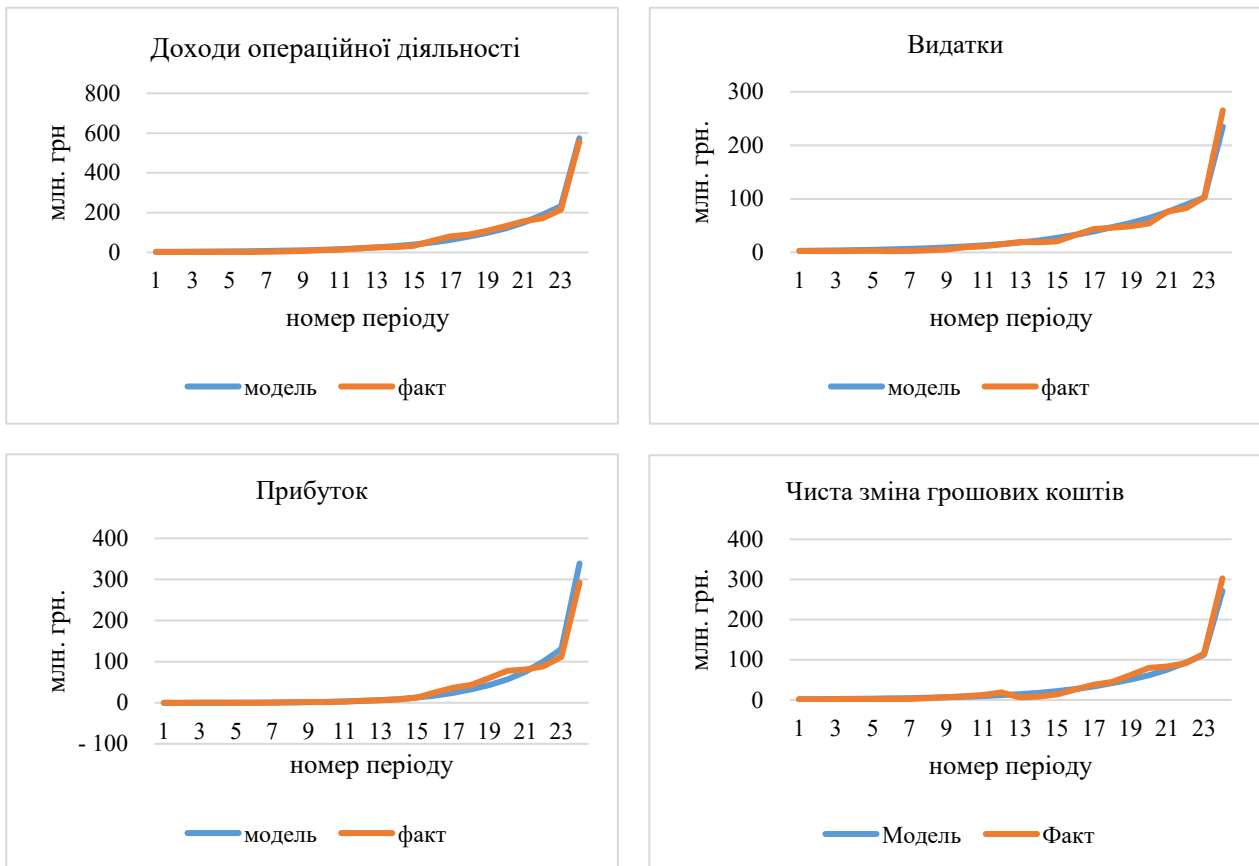 Доходи операційної діяльності
800
600
400
200
0
млн. грн
1 3 5 7 9 11 13 15 17 19 21 23
номер періоду
модель факт
Видатки
300
200
100
0
млн. грн.
1 3 5 7 9 11 13 15 17 19 21 23
номер періоду
модель факт
Прибуток
400
300
200
100
0
- 100
млн. грн.
1 3 5 7 9 11 13 15 17 19 21 23
номер періоду
модель факт
Чиста зміна грошових коштів
400
300
200
100
0
млн. грн.
1 3 5 7 9 11 13 15 17 19 21 23
номер періоду
Модель Факт